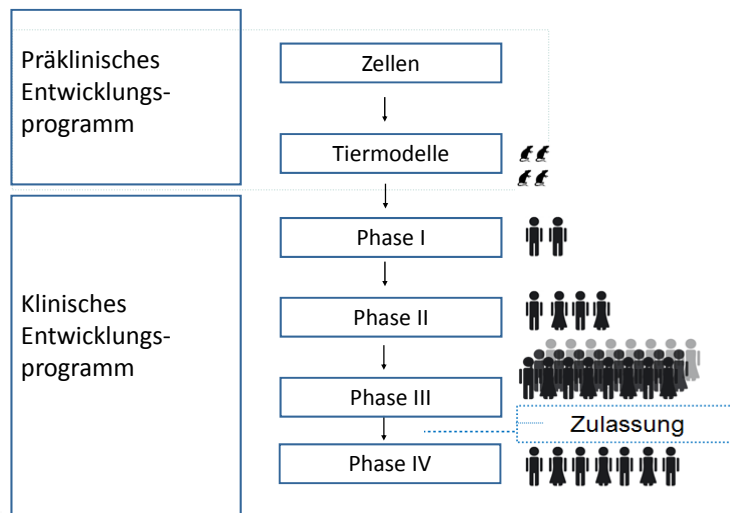 Präklinisches
Entwicklungs-
programm
Zellen
Tiermodelle
Klinisches
Entwicklungs-
programm
Phase I
Phase II
Phase III
Zulassung
Phase IV